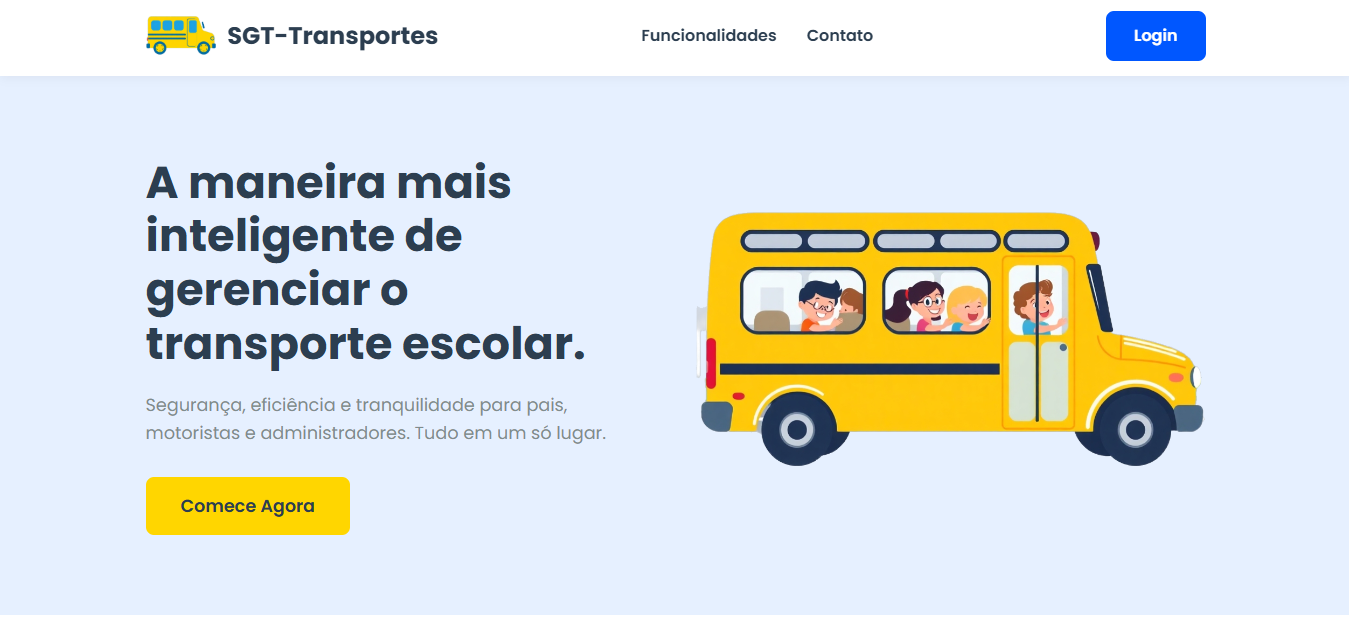 SGT-Transportes
Funcionalidades
Contato
Login
A maneira mais
inteligente de
gerenciar o
transporte escolar.
Segurança, eficiência e tranquilidade para pais,
motoristas e administradores. Tudo em um só lugar.
Comece Agora